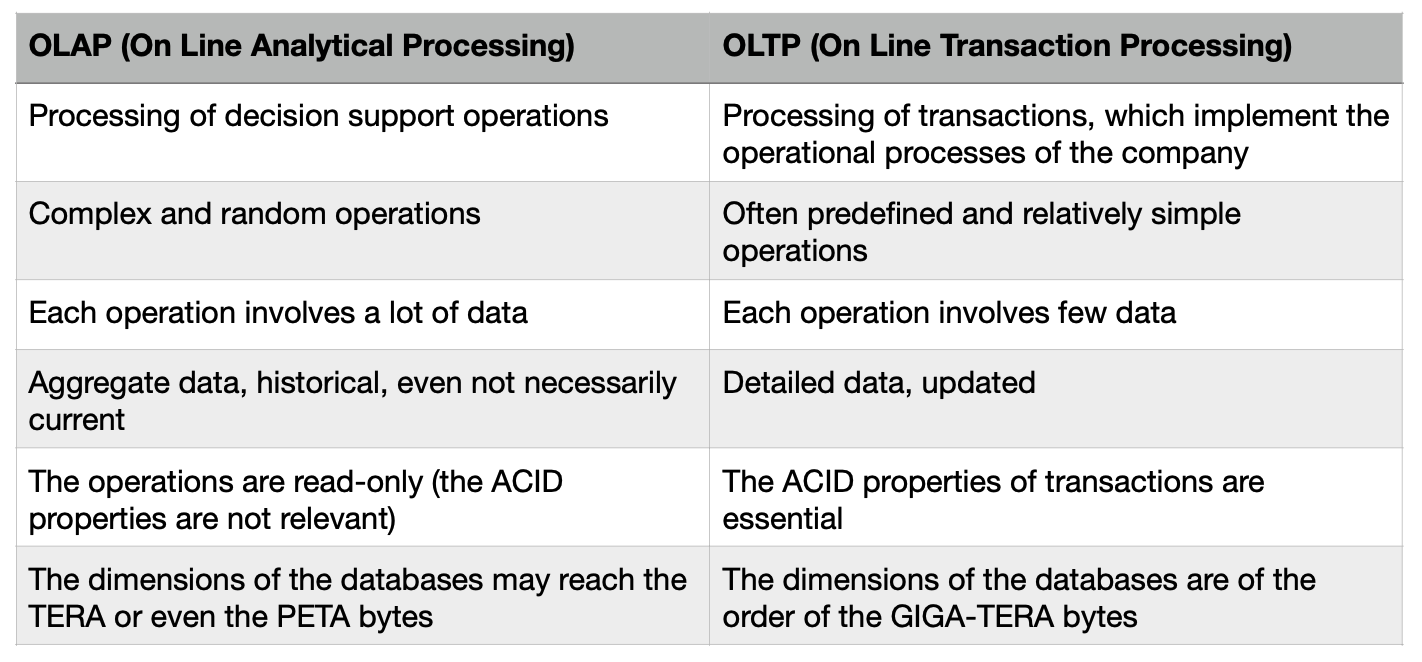 OLAP (On Line Analytical Processing)
OLTP (On Line Transaction Processing)
Processing of decision support operations
Processing of transactions, which implement the
operational processes of the company
Complex and random operations
Often predefined and relatively simple
operations
Each operation involves a lot of data
Each operation involves few data
Aggregate data, historical, even not necessarily
current
Detailed data, updated
The operations are read-only (the ACID
properties are not relevant)
The ACID properties of transactions are
essential
The dimensions of the databases may reach the
TERA or even the PETA bytes
The dimensions of the databases are of the
order of the GIGA-TERA bytes